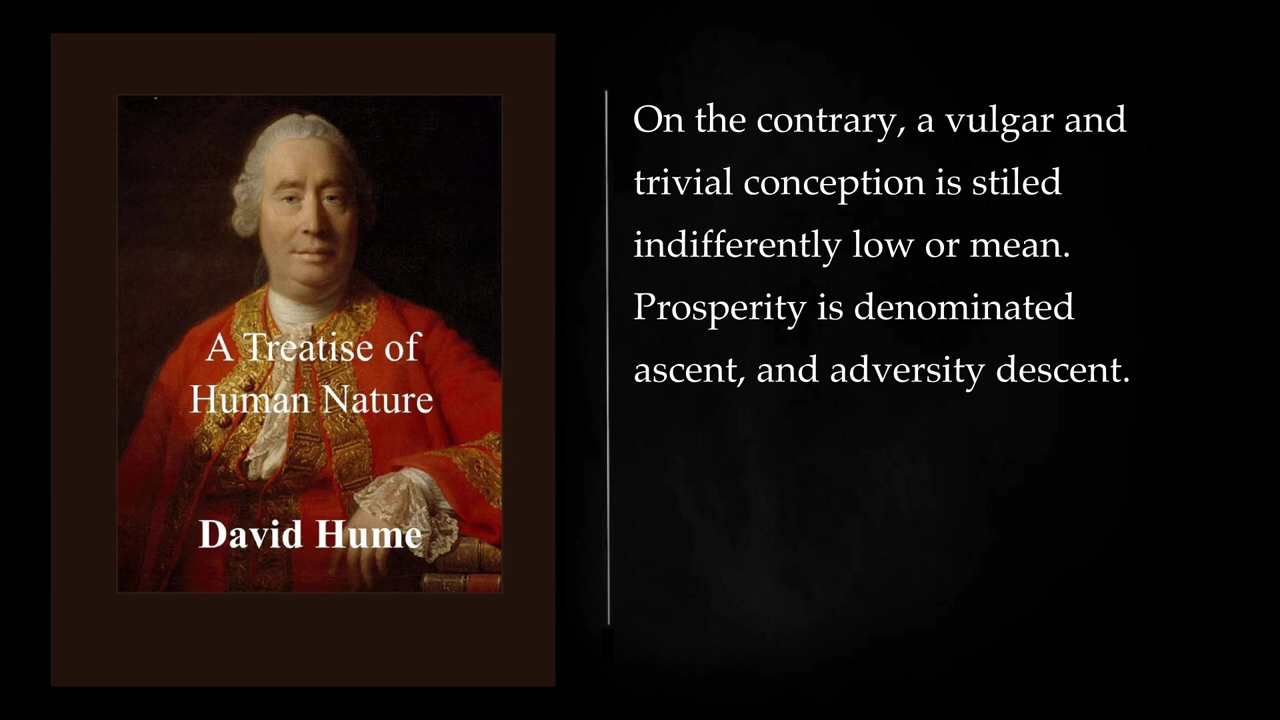 A Treatise of
Human Nature
David Hume
On the contrary, a vulgar and
trivial conception is stiled
indifferently low or mean.
Prosperity is denominated
ascent, and adversity descent.